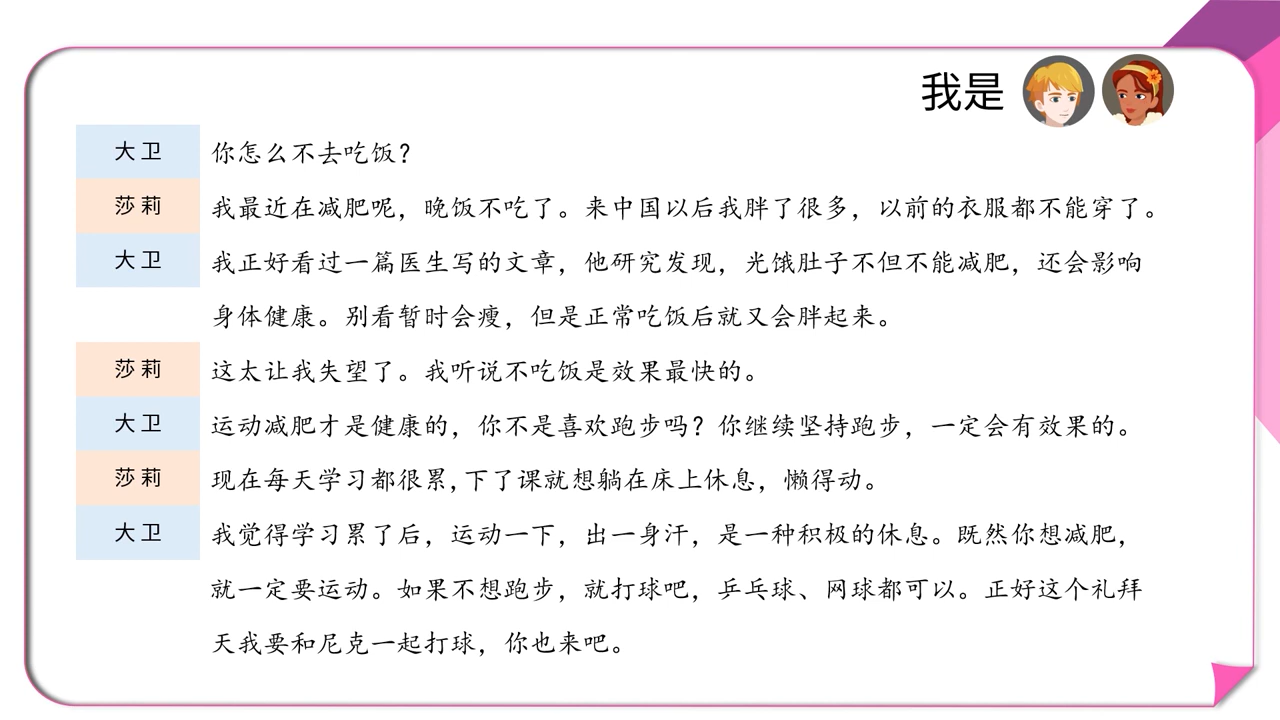 我是
大卫 你怎么不去吃饭？
莎莉 我最近在减肥呢，晚饭不吃了。来中国以后我胖了很多，以前的衣服都不能穿了。
大卫 我正好看过一篇医生写的文章，他研究发现，光饿肚子不但不能减肥，还会影响
身体健康。别看暂时会瘦，但是正常吃饭后就又会胖起来。
莎莉 这太让我失望了。我听说不吃饭是效果最快的。
大卫 运动减肥才是健康的，你不是喜欢跑步吗？你继续坚持跑步，一定会有效果的。
莎莉 现在每天学习都很累,下了课就想躺在床上休息，懒得动。
大卫 我觉得学习累了后，运动一下，出一身汗，是一种积极的休息。既然你想减肥，
就一定要运动。如果不想跑步，就打球吧，乒乓球、网球都可以。正好这个礼拜
天我要和尼克一起打球，你也来吧。